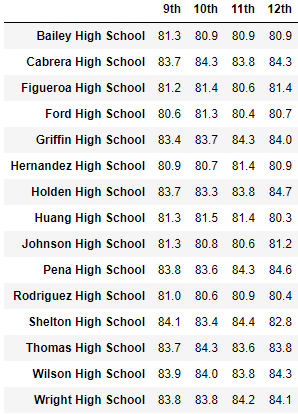 9th 10th 11th 12th
Bailey High School 81.3 80.9 80.9 80.9
Cabrera High School 83.7 84.3 83.8 84.3
Figueroa High School 81.2 81.4 80.6 81.4
Ford High School 80.6 81.3 80.4 80.7
Griffin High School 83.4 83.7 84.3 84.0
Hernandez High School 80.9 80.7 81.4 80.9
Holden High School 83.7 83.3 83.8 84.7
Huang High School 81.3 81.5 81.4 80.3
Johnson High School 81.3 80.8 80.6 81.2
Pena High School 83.8 83.6 84.3 84.6
Rodriguez High School 81.0 80.6 80.9 80.4
Shelton High School 84.1 83.4 84.4 82.8
Thomas High School 83.7 84.3 83.6 83.8
Wilson High School 83.9 84.0 83.8 84.3
Wright High School 83.8 83.8 84.2 84.1